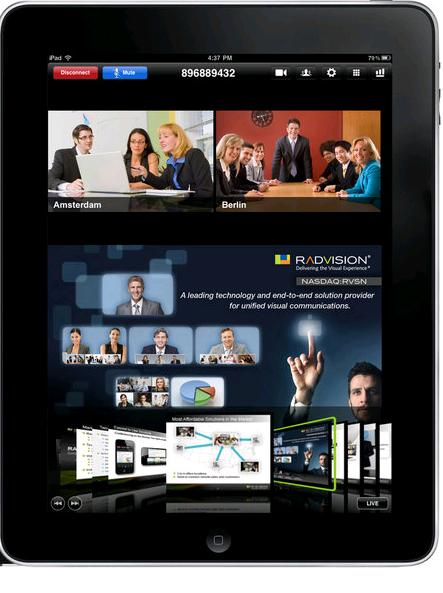 iPad
4:37 PM
79%
Disconnect
Mute
896889432
Amsterdam
Berlin
RADVISION®
Delivering the Visual Experience®
NASDAQ:RVSN
A leading technology and end-to-end solution provider
for unified visual communications.
Most Affordable Solutions in the Market
LIVE